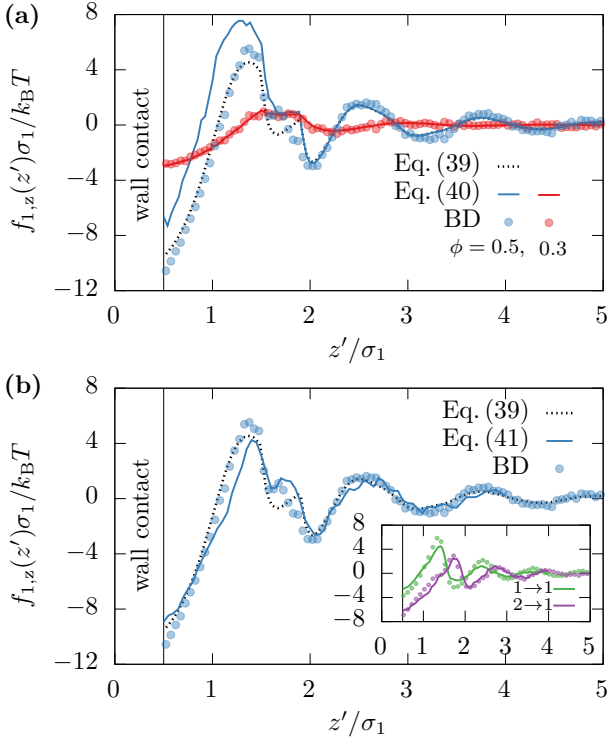 (a)
8
4
0
−4
−8
−12
f1,z(z′)σ1/kBT
wall contact
Eq. (39)
Eq. (40)
BD
ϕ = 0.5, 0.3
0 1 2 3 4 5
z′/σ1
(b)
8
4
0
−4
−8
−12
f1,z(z′)σ1/kBT
wall contact
Eq. (39)
Eq. (41)
BD
8
4
0
−4
−8
1→1
2→1
0 1 2 3 4 5
0 1 2 3 4 5
z′/σ1